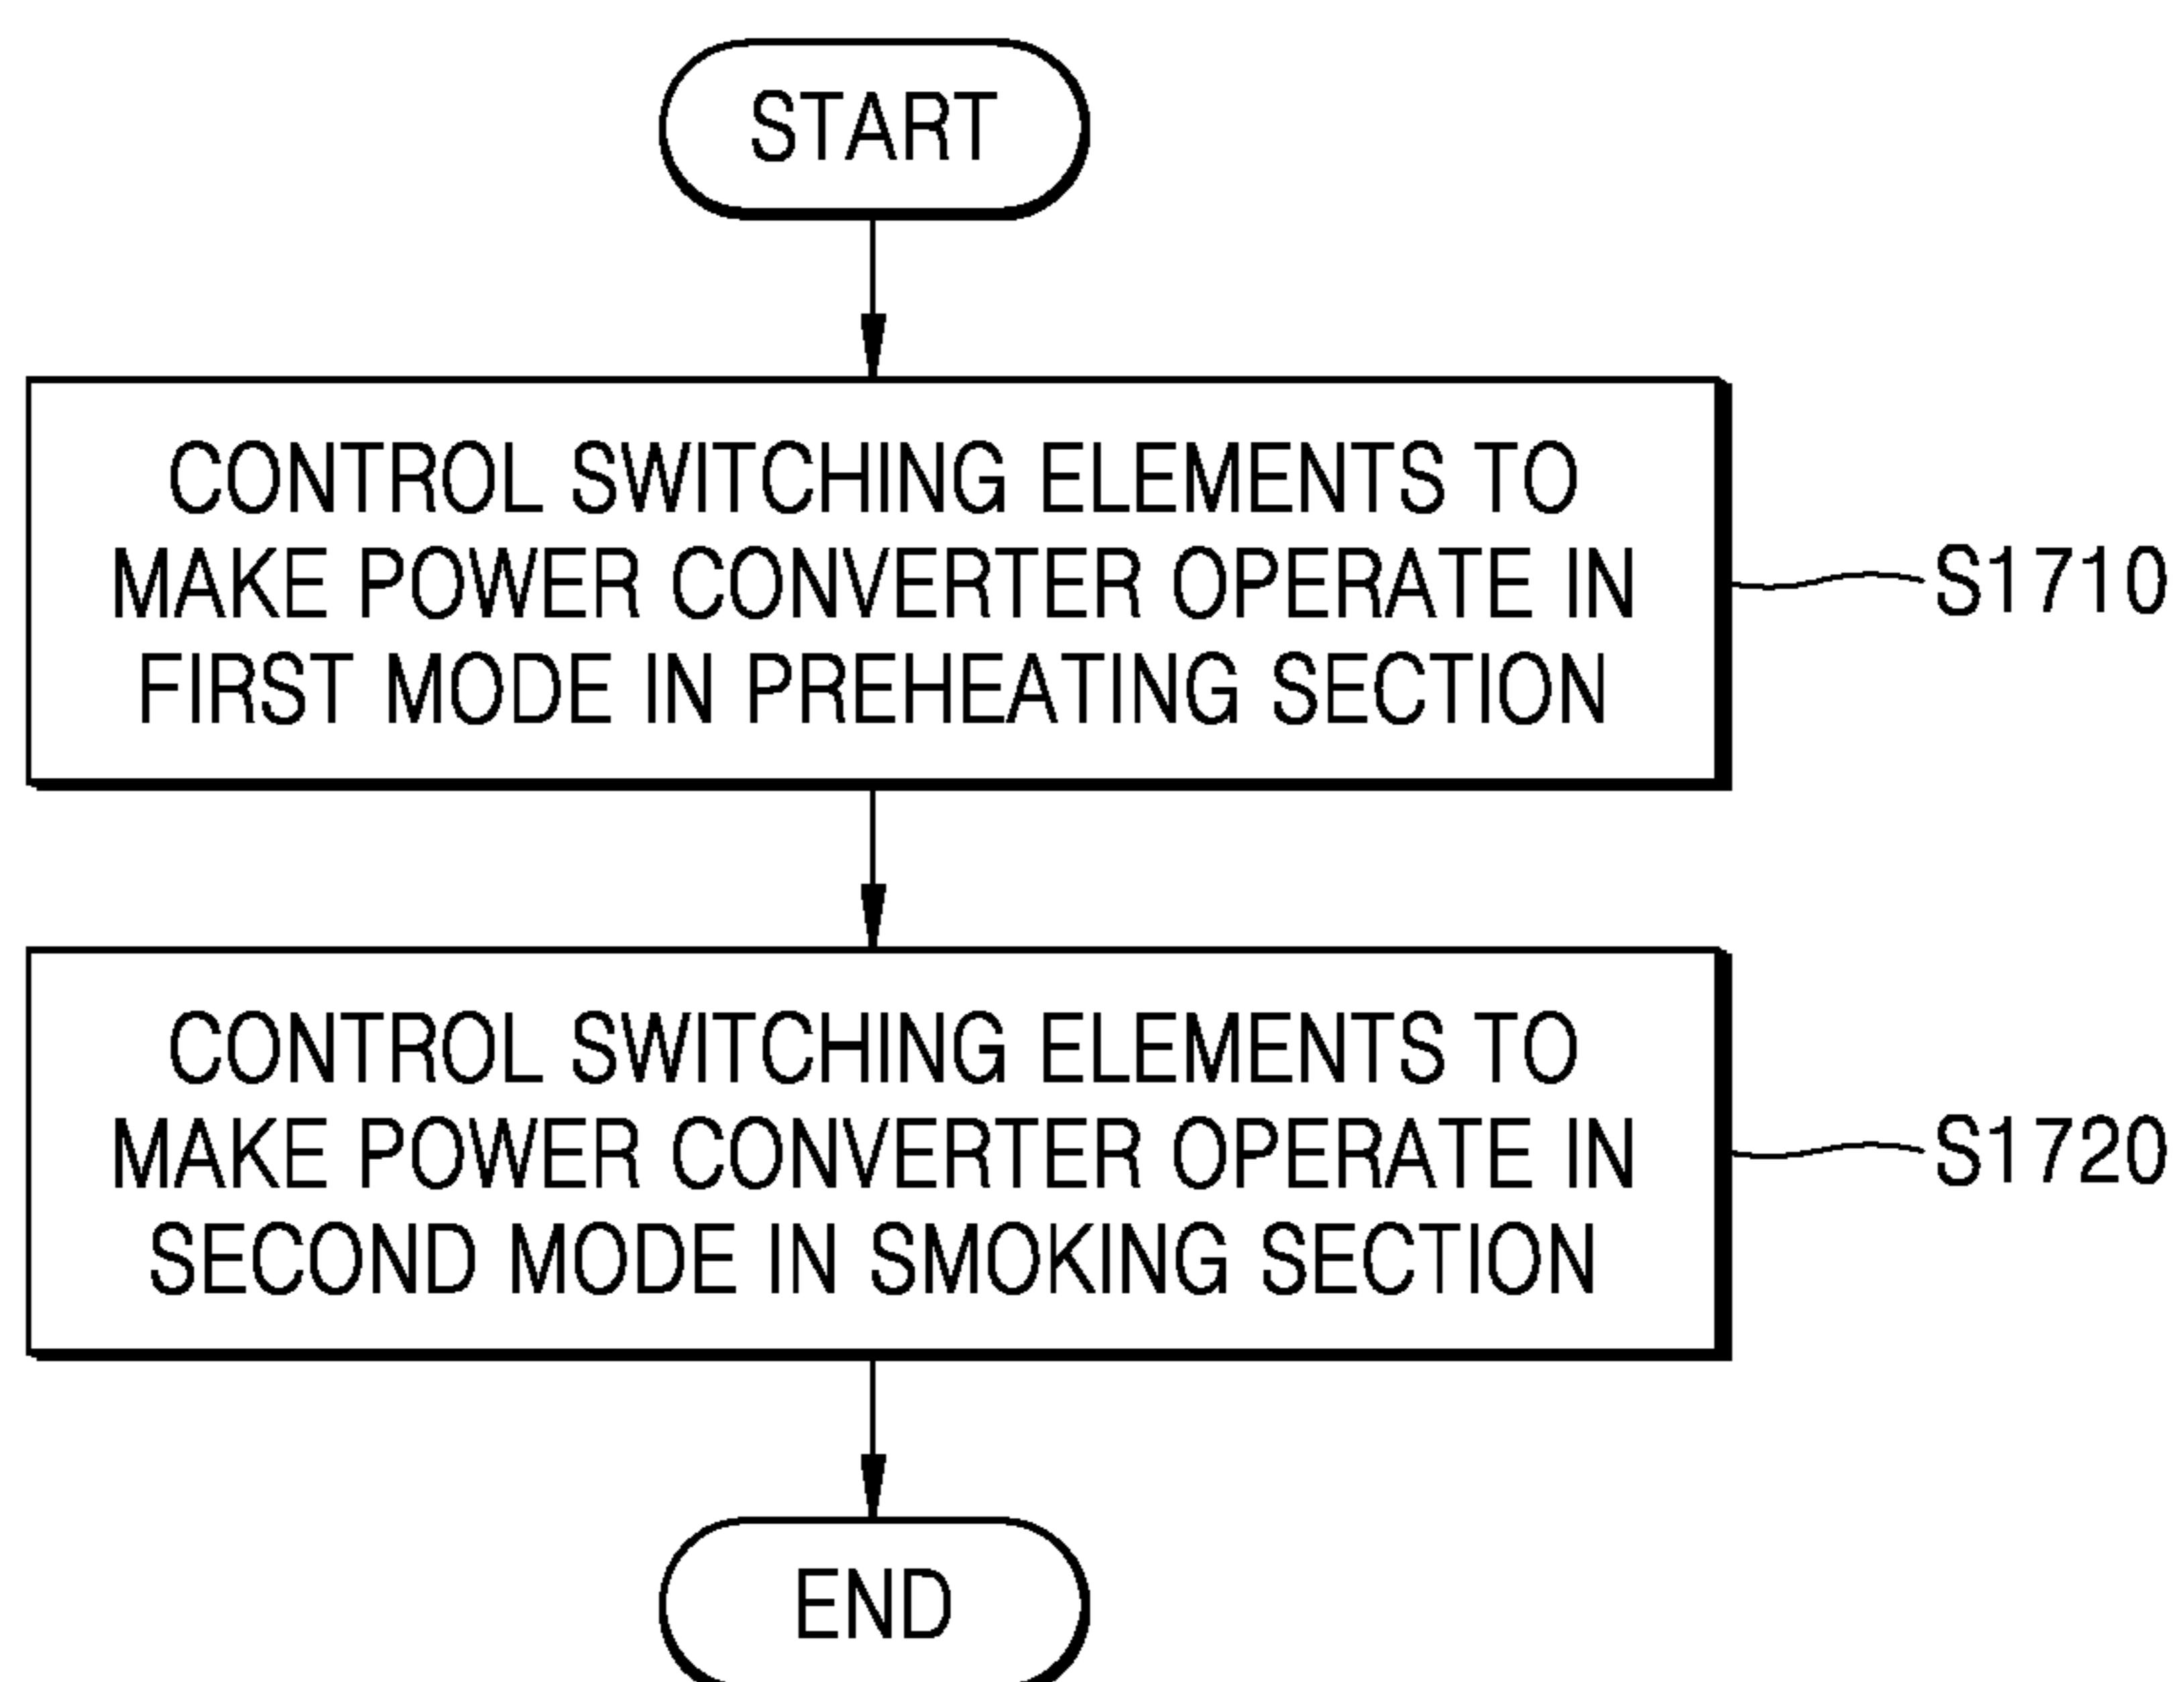 START
CONTROL SWITCHING ELEMENTS TO
MAKE POWER CONVERTER OPERATE IN
FIRST MODE IN PREHEATING SECTION
S1710
CONTROL SWITCHING ELEMENTS TO
MAKE POWER CONVERTER OPERATE IN
SECOND MODE IN SMOKING SECTION
S1720
END